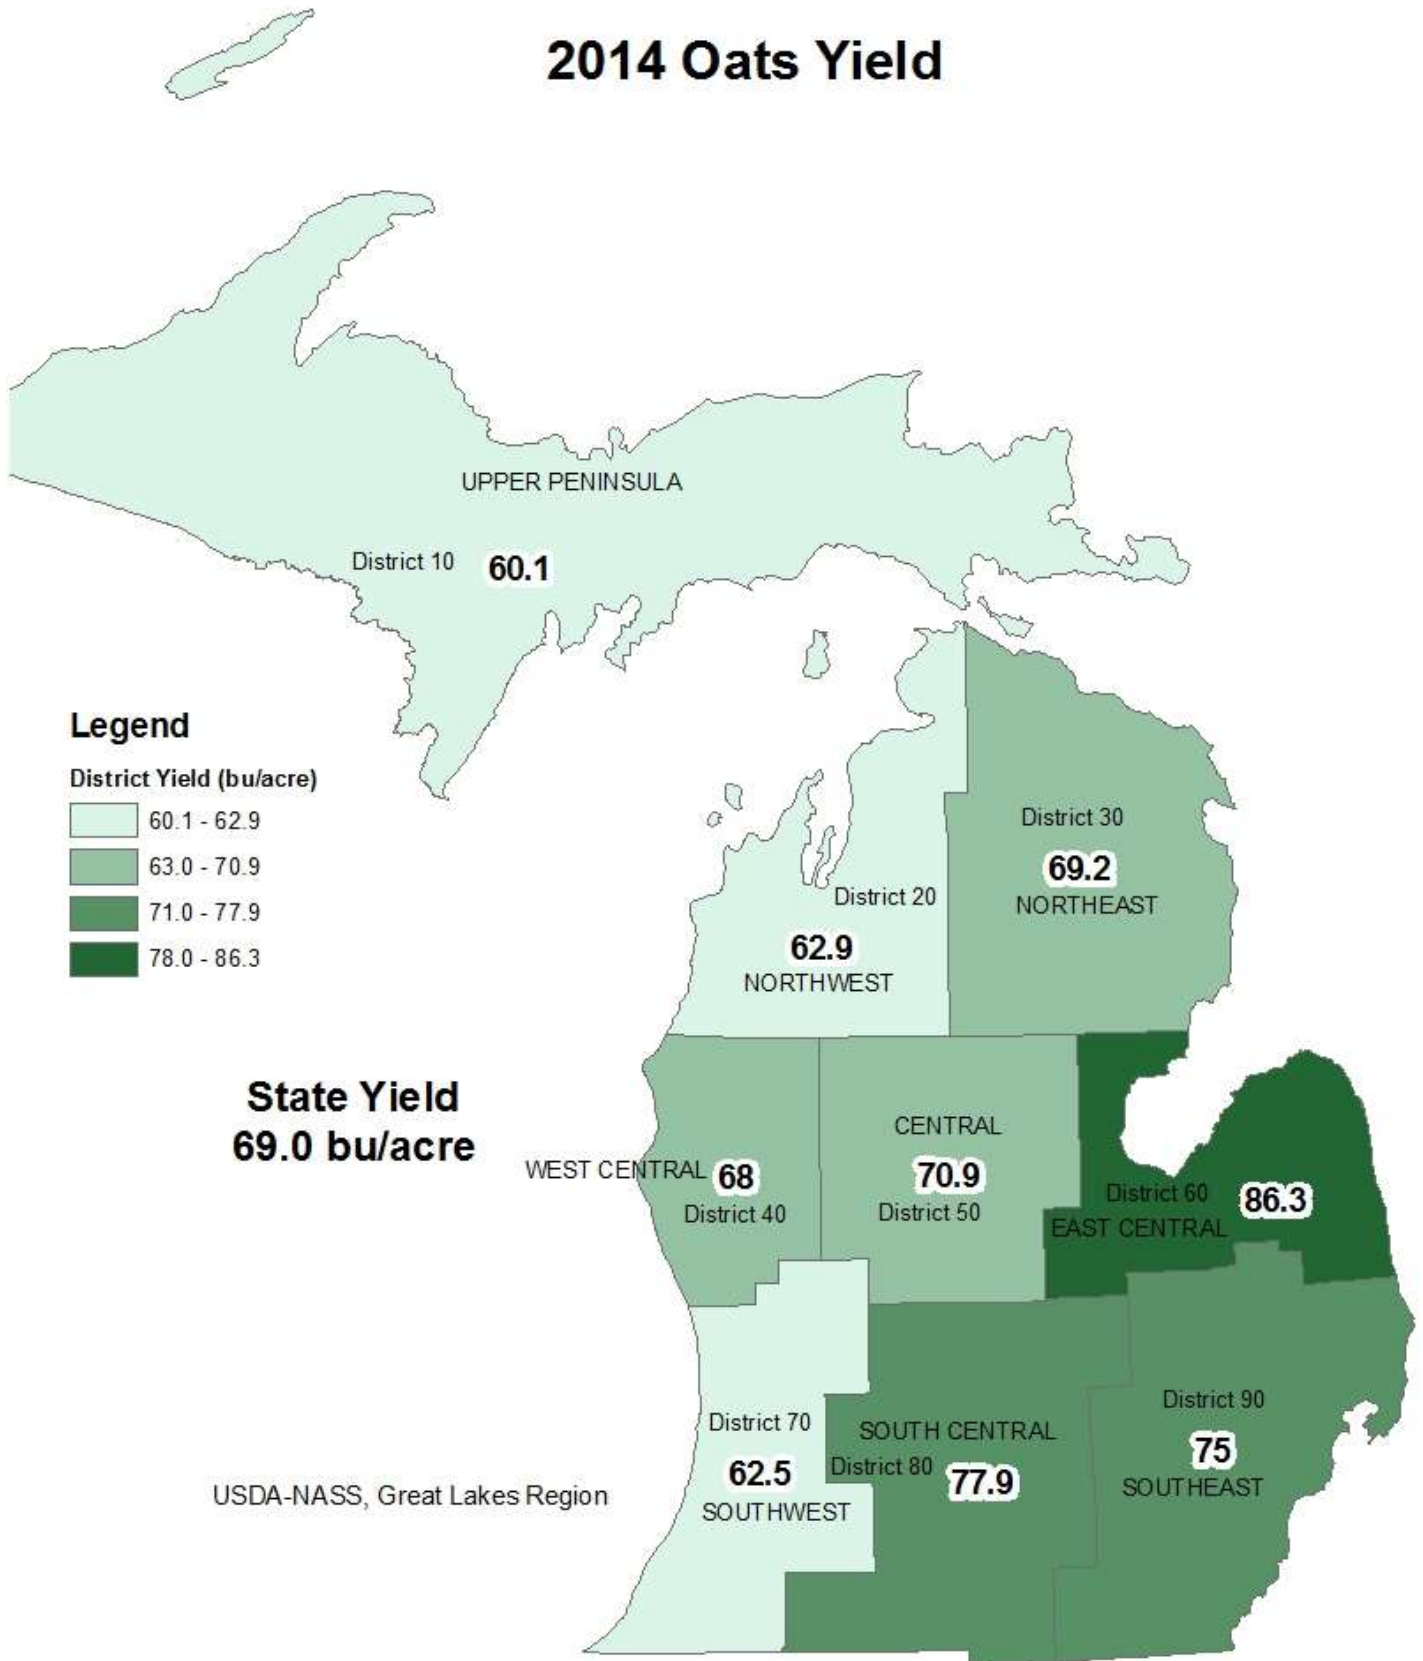 2014 Oats Yield
UPPER PENINSULA
District 10 60.1
Legend
District Yield (bu/acre)
60.1 - 62.9
63.0 - 70.9
71.0 - 77.9
78.0 - 86.3
District 30
69.2
NORTHEAST
District 20
62.9
NORTHWEST
State Yield
69.0 bu/acre
WEST CENTRAL 68
District 40
CENTRAL
70.9
District 50
District 60 86.3
EAST CENTRAL
District 70
62.5
SOUTHWEST
SOUTH CENTRAL
District 80 77.9
District 90
75
SOUTHEAST
USDA-NASS, Great Lakes Region